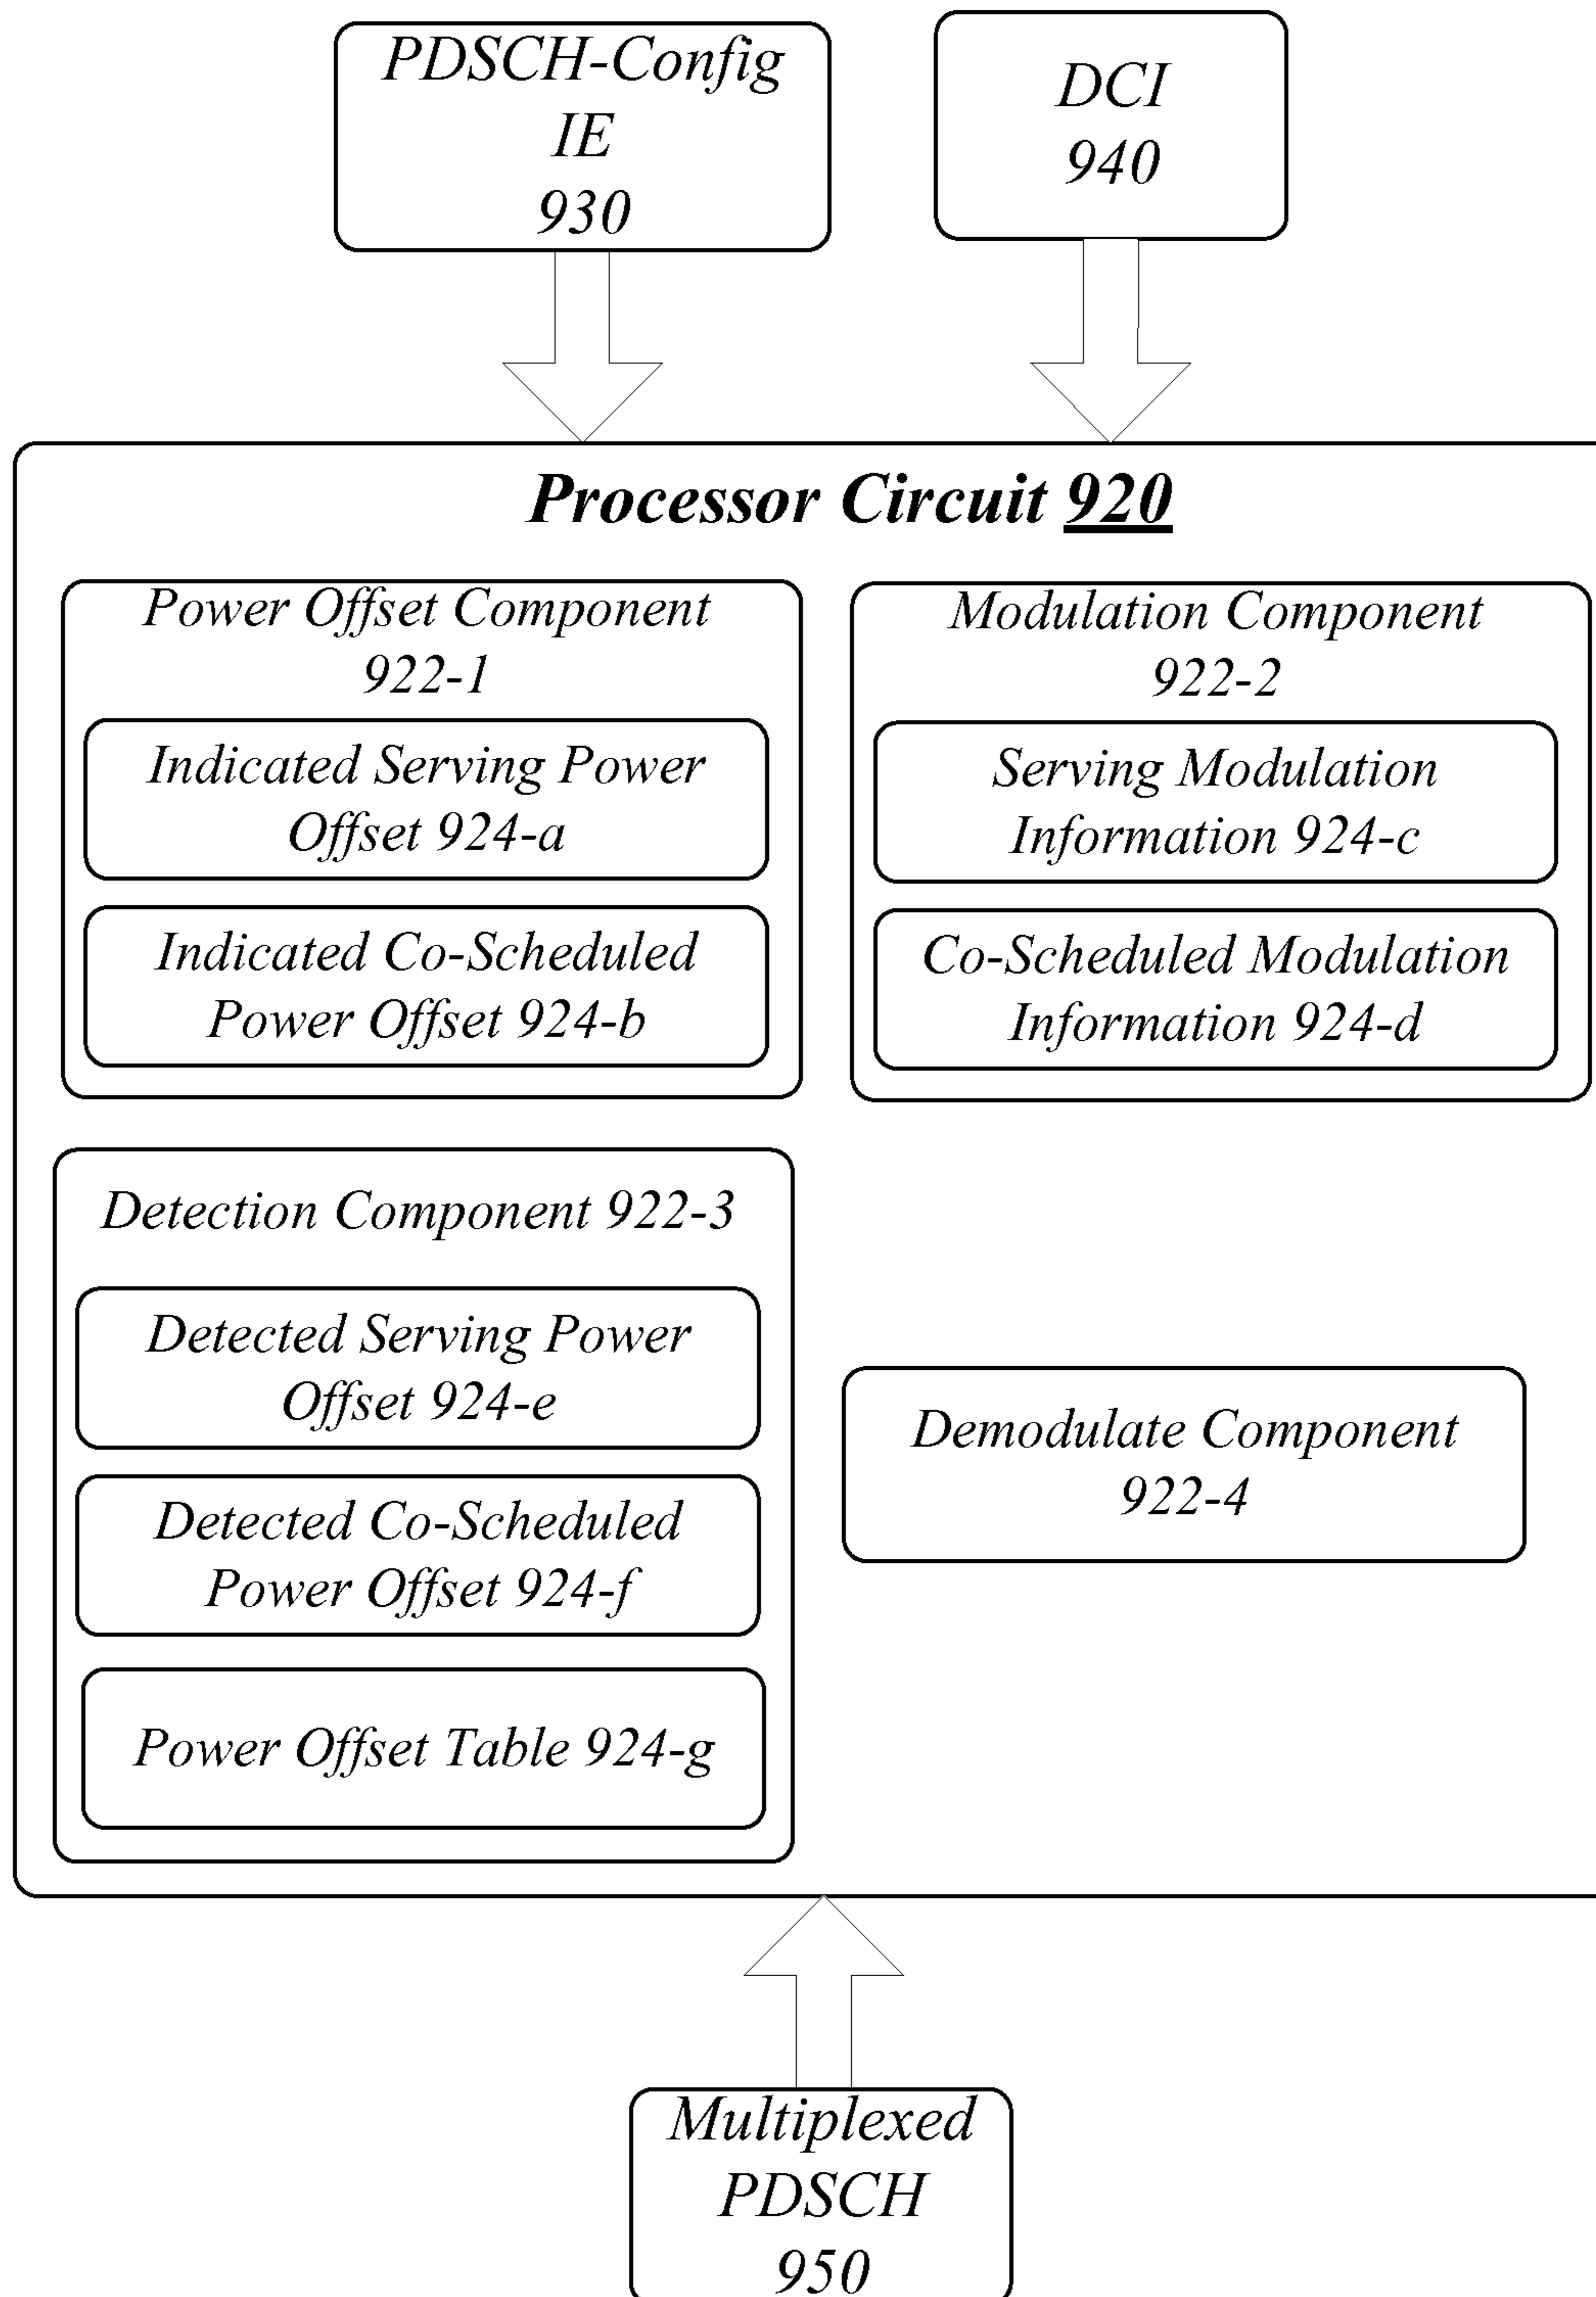 PDSCH-Config
IE
930
DCI
940
Processor Circuit 920
Power Offset Component
922-1
Indicated Serving Power
Offset 924-a
Indicated Co-Scheduled
Power Offset 924-b
Modulation Component
922-2
Serving Modulation
Information 924-c
Co-Scheduled Modulation
Information 924-d
Detection Component 922-3
Detected Serving Power
Offset 924-e
Detected Co-Scheduled
Power Offset 924-f
Power Offset Table 924-g
Demodulate Component
922-4
Multiplexed
PDSCH
950